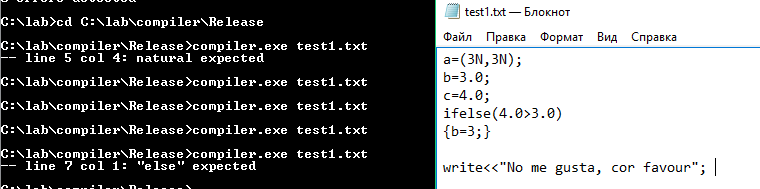 C:\lab>cd C:\lab\compiler\Release
C:\lab\compiler\Release>compiler.exe test1.txt
-- line 5 col 4: natural expected
C:\lab\compiler\Release>compiler.exe test1.txt
C:\lab\compiler\Release>compiler.exe test1.txt
C:\lab\compiler\Release>compiler.exe test1.txt
C:\lab\compiler\Release>compiler.exe test1.txt
-- line 7 col 1: "else" expected
C:\lab\compiler\Release>
test1.txt — Блокнот
Файл Правка Формат Вид Справка
a=(3N,3N);
b=3.0;
c=4.0;
ifelse(4.0>3.0)
{b=3;}
write<<"No me gusta, cor favour";